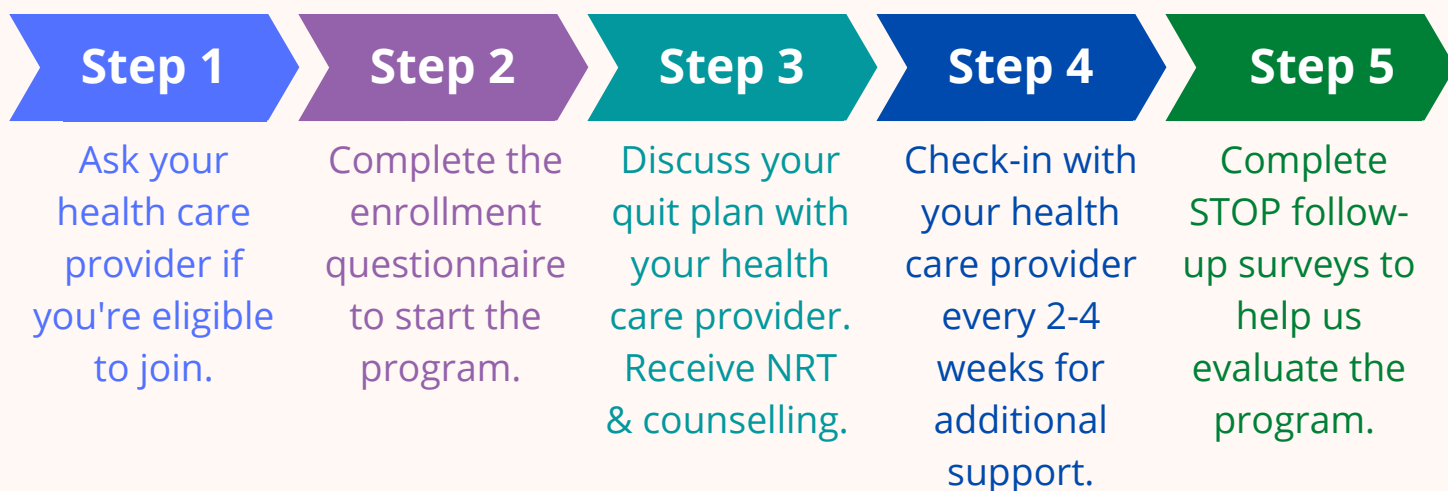 Step 1
Ask your
health care
provider if
you're eligible
to join.
Step 2
Complete the
enrollment
questionnaire
to start the
program.
Step 3
Discuss your
quit plan with
your health
care provider.
Receive NRT
& counselling.
Step 4
Check-in with
your health
care provider
every 2-4
weeks for
additional
support.
Step 5
Complete
STOP follow-
up surveys to
help us
evaluate the
program.